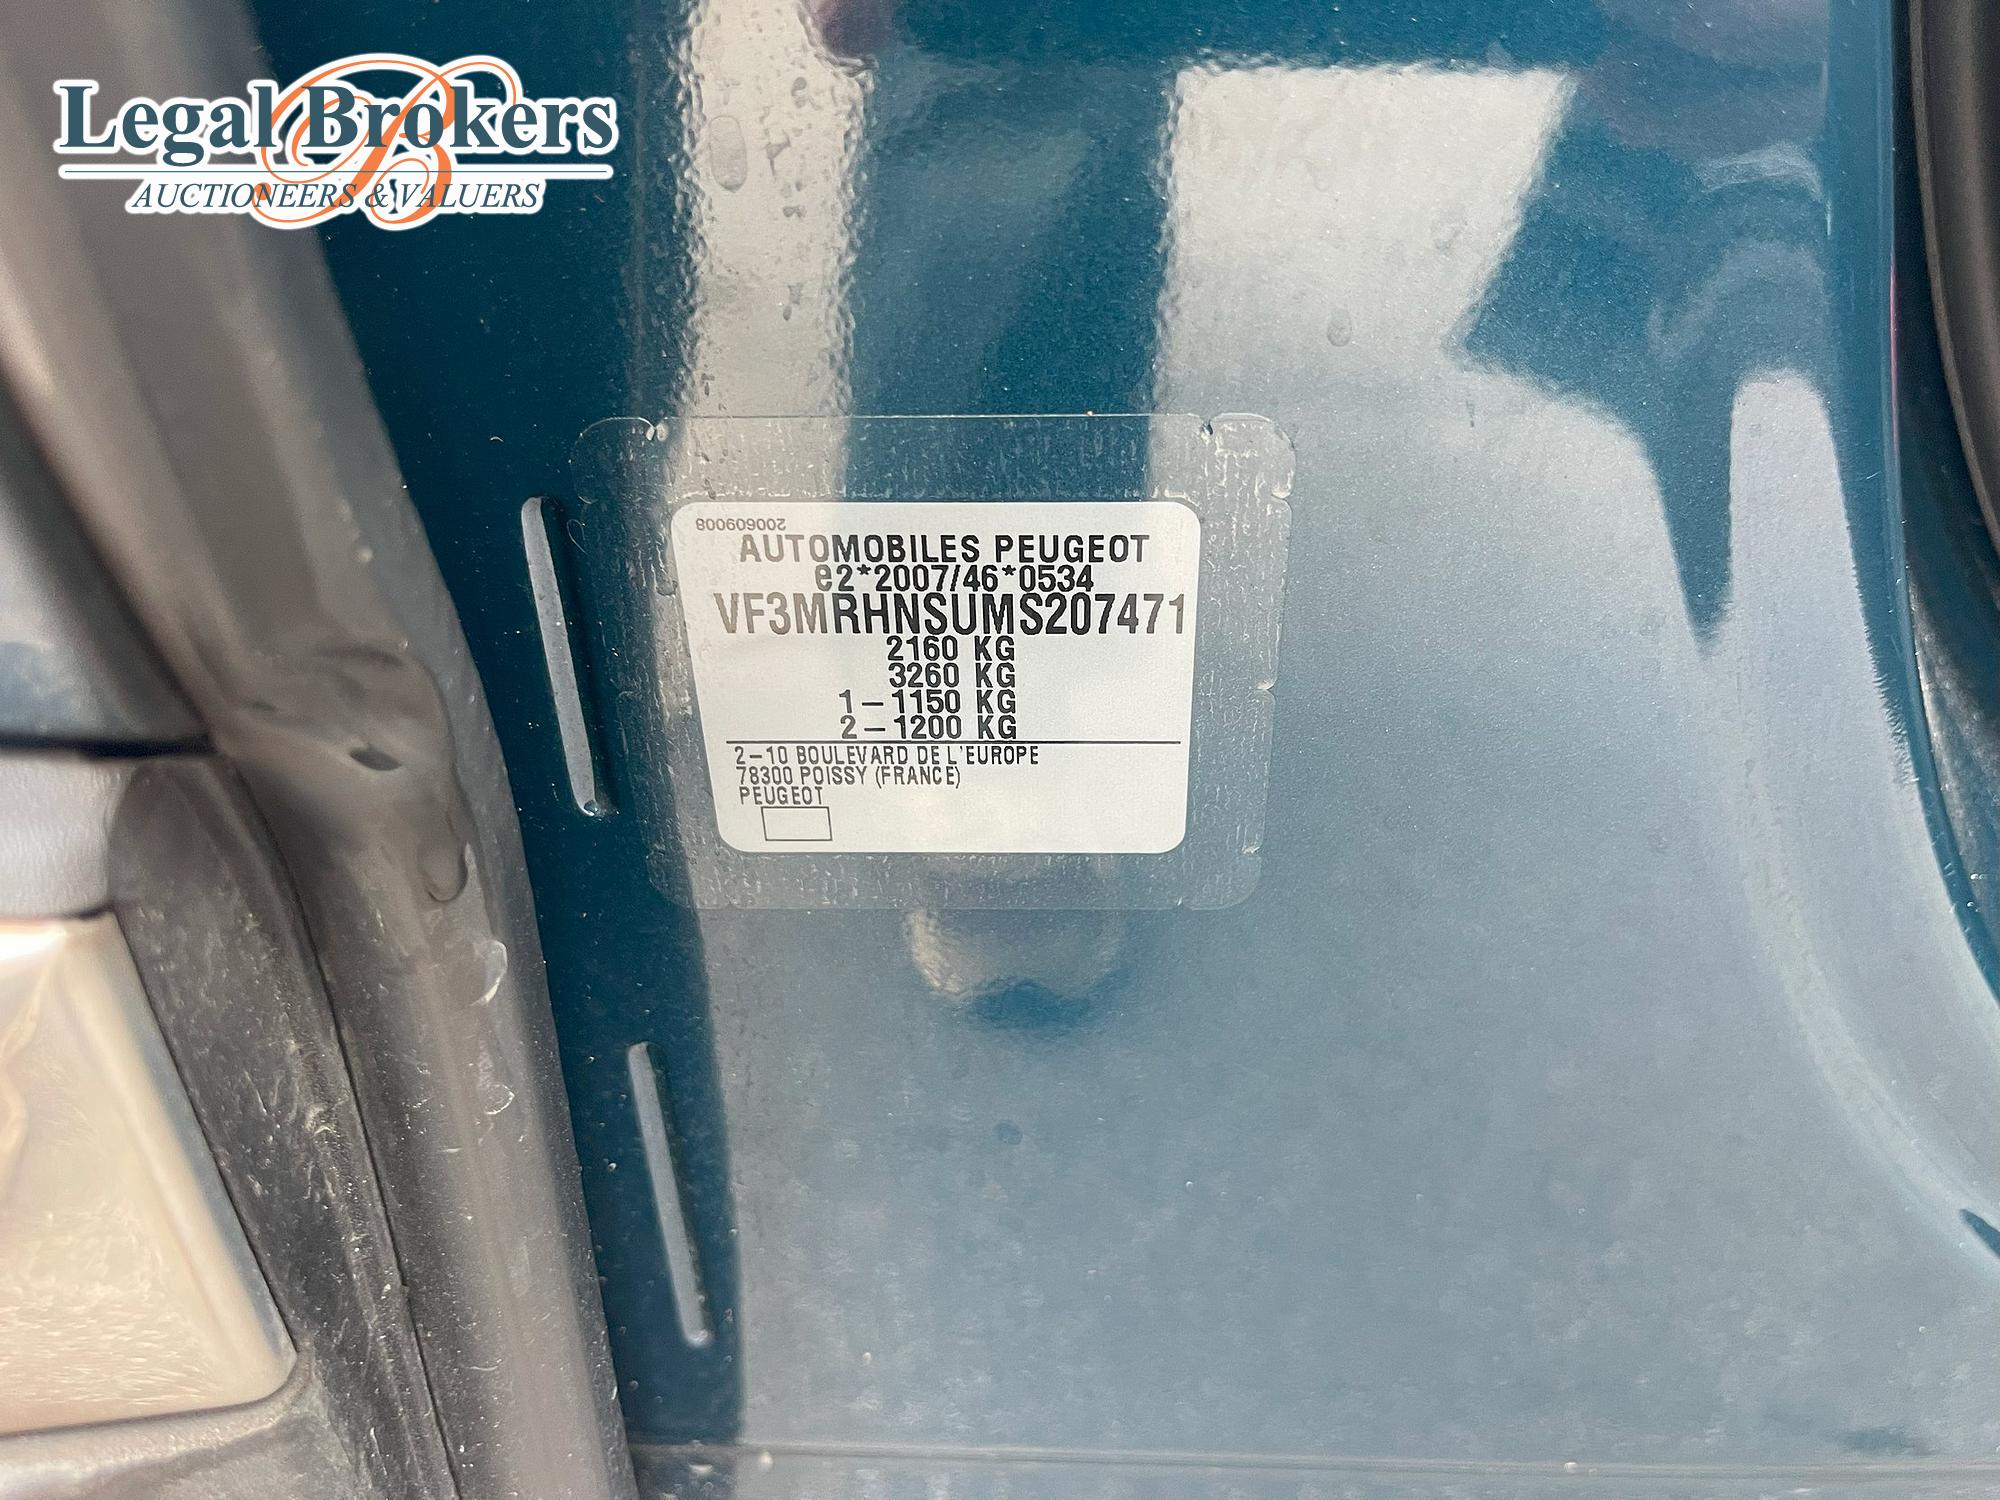 Legal Brokers
AUCTIONEERS & VALUERS
200609008
AUTOMOBILES PEUGEOT
e2*2007/46*0534
VF3MRHNSUMS207471
2160 KG
3260 KG
1-1150 KG
2-1200 KG
2-10 BOULEVARD DE L'EUROPE
78300 POISSY (FRANCE)
PEUGEOT